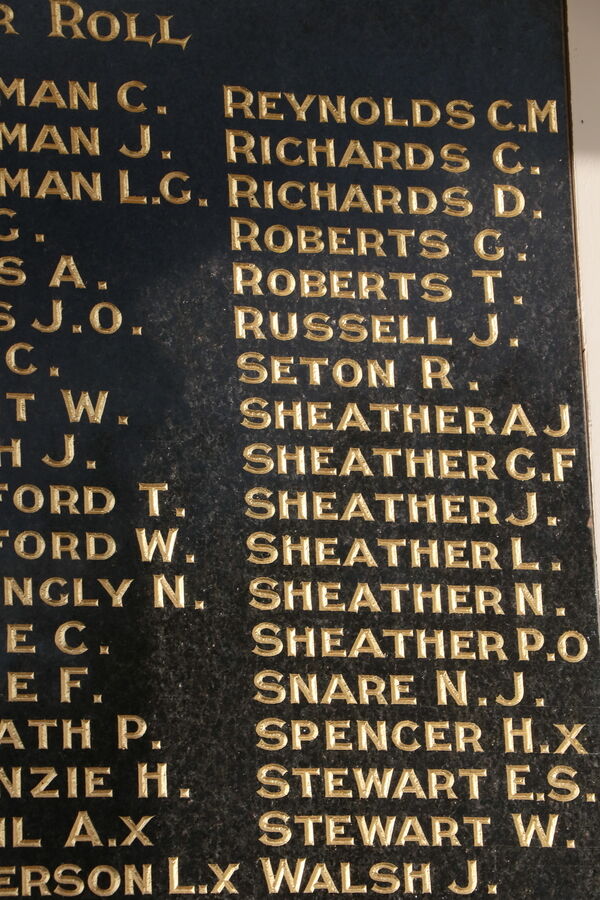 R ROLL
MAN C.
MAN J.
MAN L.G.
G.
S A.
S J.O.
C.
T W.
H J.
FORD T.
FORD W.
NGLY N.
E C.
E F.
ATH P.
NZIE H.
IL A.X
ERSON L.X
REYNOLDS C.M
RICHARDS C.
RICHARDS D.
ROBERTS G.
ROBERTS T.
RUSSELL J.
SETON R.
SHEATHER A J
SHEATHER G.F
SHEATHER J.
SHEATHER L.
SHEATHER N.
SHEATHER P.O
SNARE N.J.
SPENCER H.X
STEWART E.S.
STEWART W.
WALSH J.